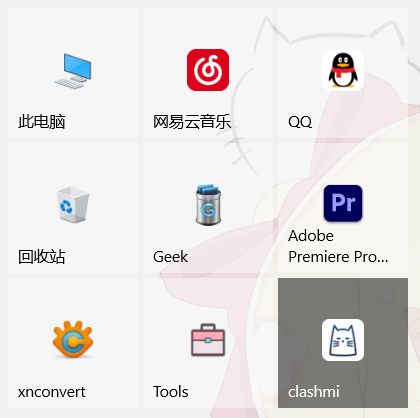 此电脑
网易云音乐
QQ
回收站
Geek
Pr
Adobe
Premiere Pro...
xnconvert
Tools
clashmi